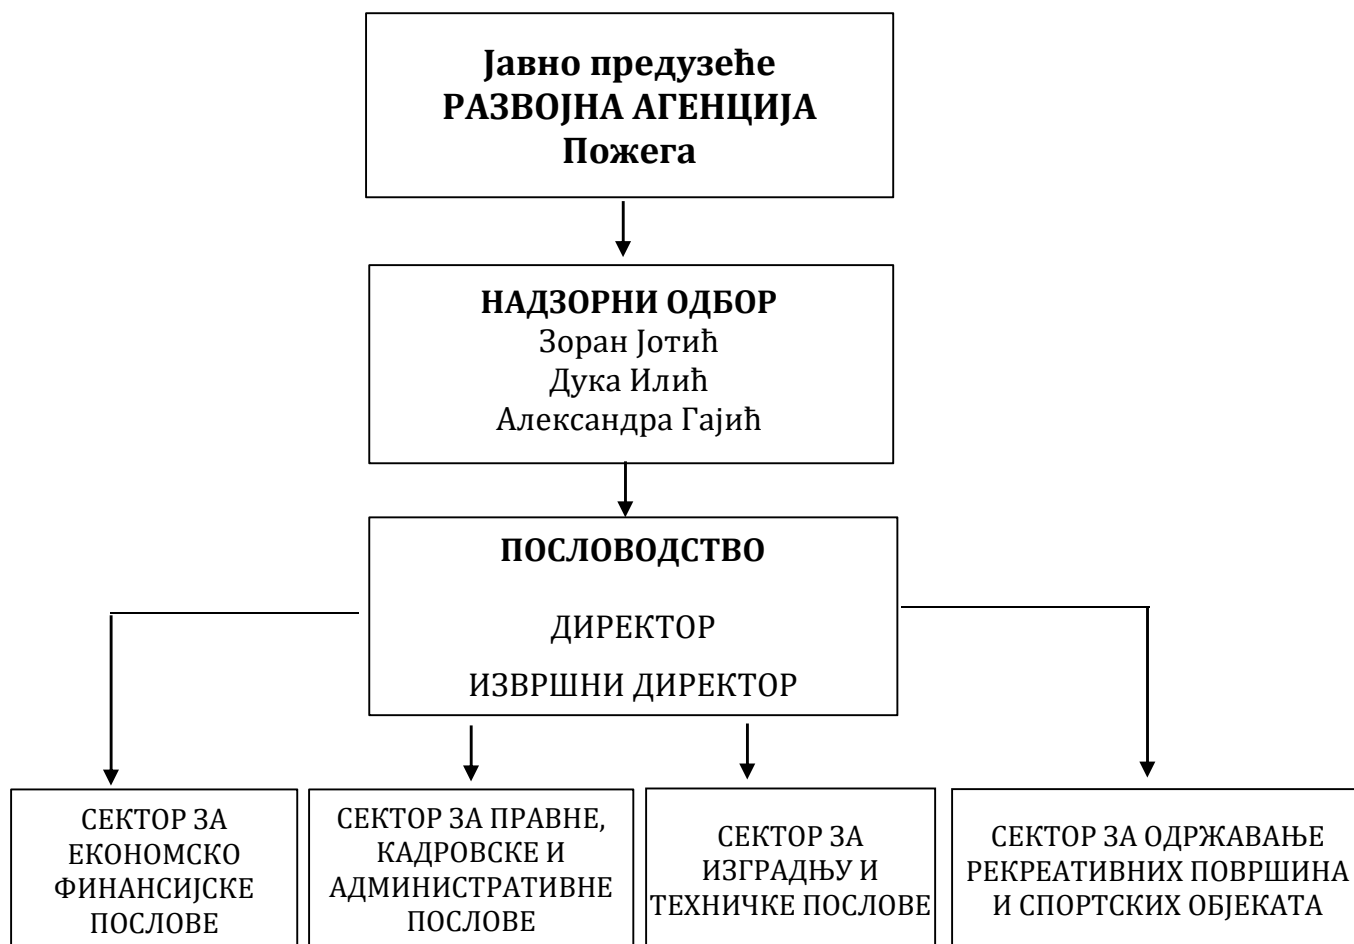 Јавно предузеће
РАЗВОЈНА АГЕНЦИЈА
Пожега
НАДЗОРНИ ОДБОР
Зоран Јотић
Дука Илић
Александра Гајић
ПОСЛОВОДСТВО
ДИРЕКТОР
ИЗВРШНИ ДИРЕКТОР
СЕКТОР ЗА
ЕКОНОМСКО
ФИНАНСИЈСКЕ
ПОСЛОВЕ
СЕКТОР ЗА ПРАВНЕ,
КАДРОВСКЕ И
АДМИНИСТРАТИВНЕ
ПОСЛОВЕ
СЕКТОР ЗА
ИЗГРАДЊУ И
ТЕХНИЧКЕ ПОСЛОВЕ
СЕКТОР ЗА ОДРЖАВАЊЕ
РЕКРЕАТИВНИХ ПОВРШИНА
И СПОРТСКИХ ОБЈЕКАТА